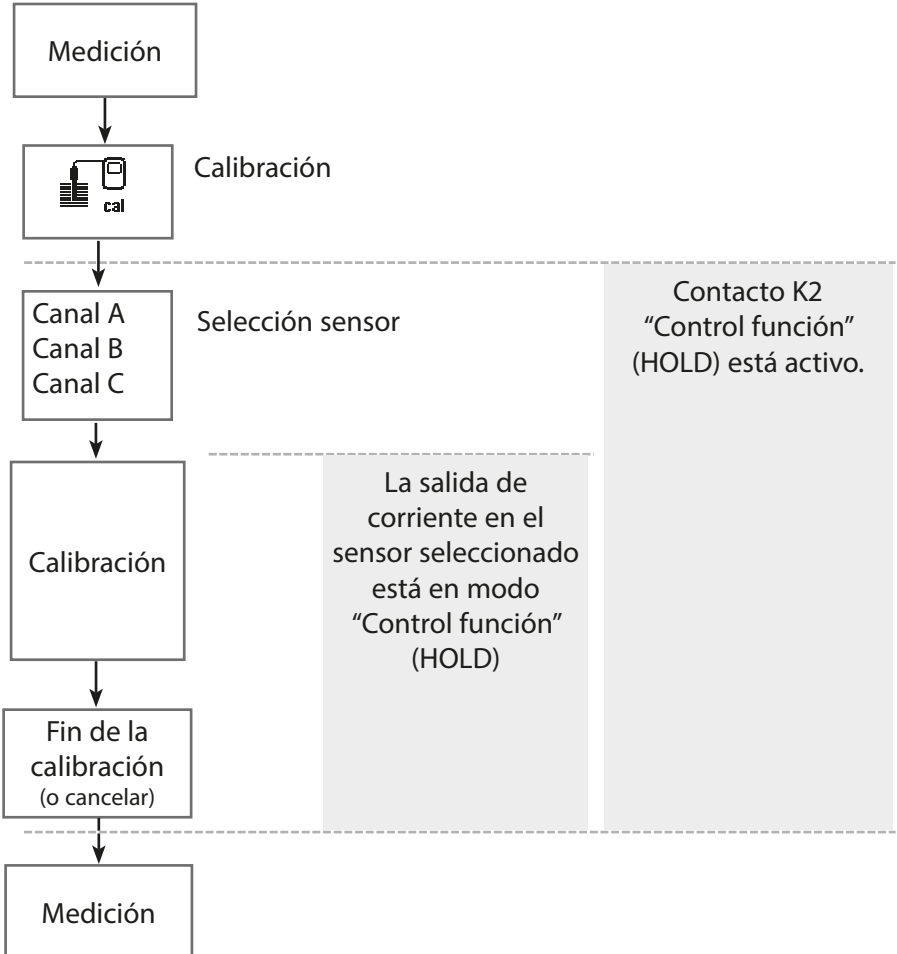 Medición
cal
Calibración
Canal A
Canal B
Canal C
Selección sensor
Contacto K2
“Control función”
(HOLD) está activo.
Calibración
La salida de
corriente en el
sensor seleccionado
está en modo
“Control función”
(HOLD)
Fin de la
calibración
(o cancelar)
Medición